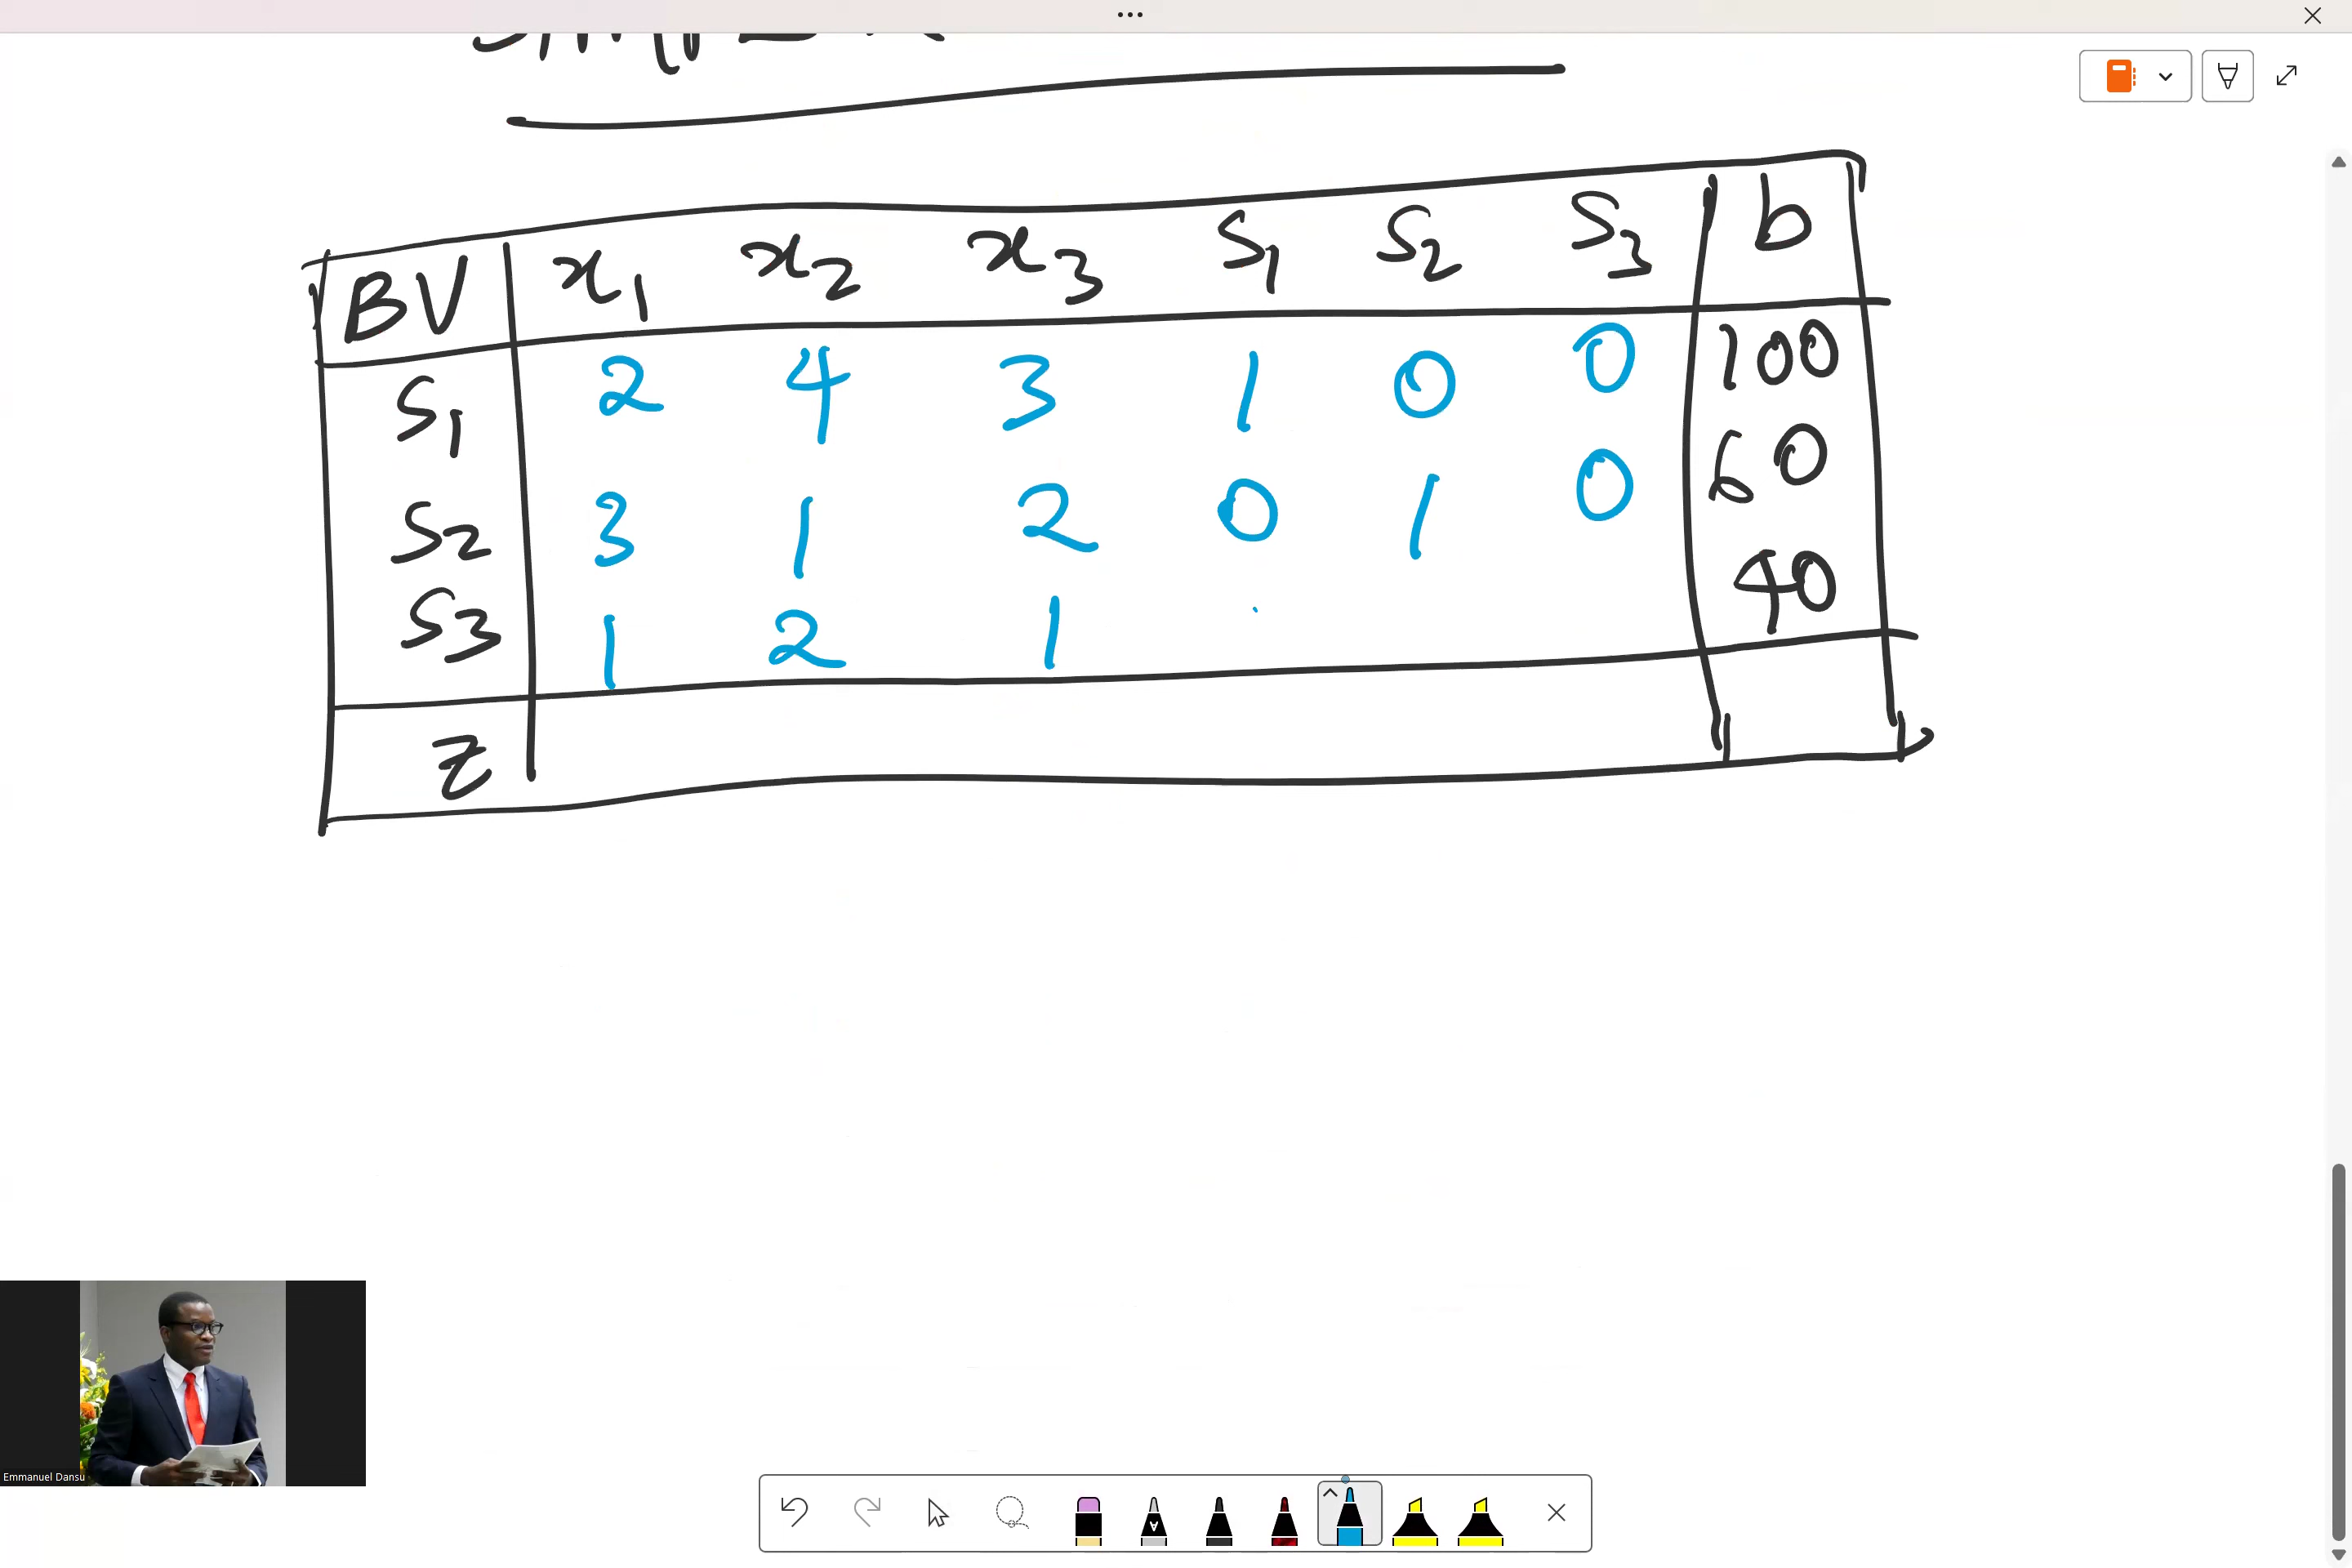 BV x1 x2 x3 S1 S2 S3 b
S1 2 4 3 1 0 0 100
S2 3 1 2 0 1 0 60
S3 1 2 1 40
Z
Emmanuel Dansu